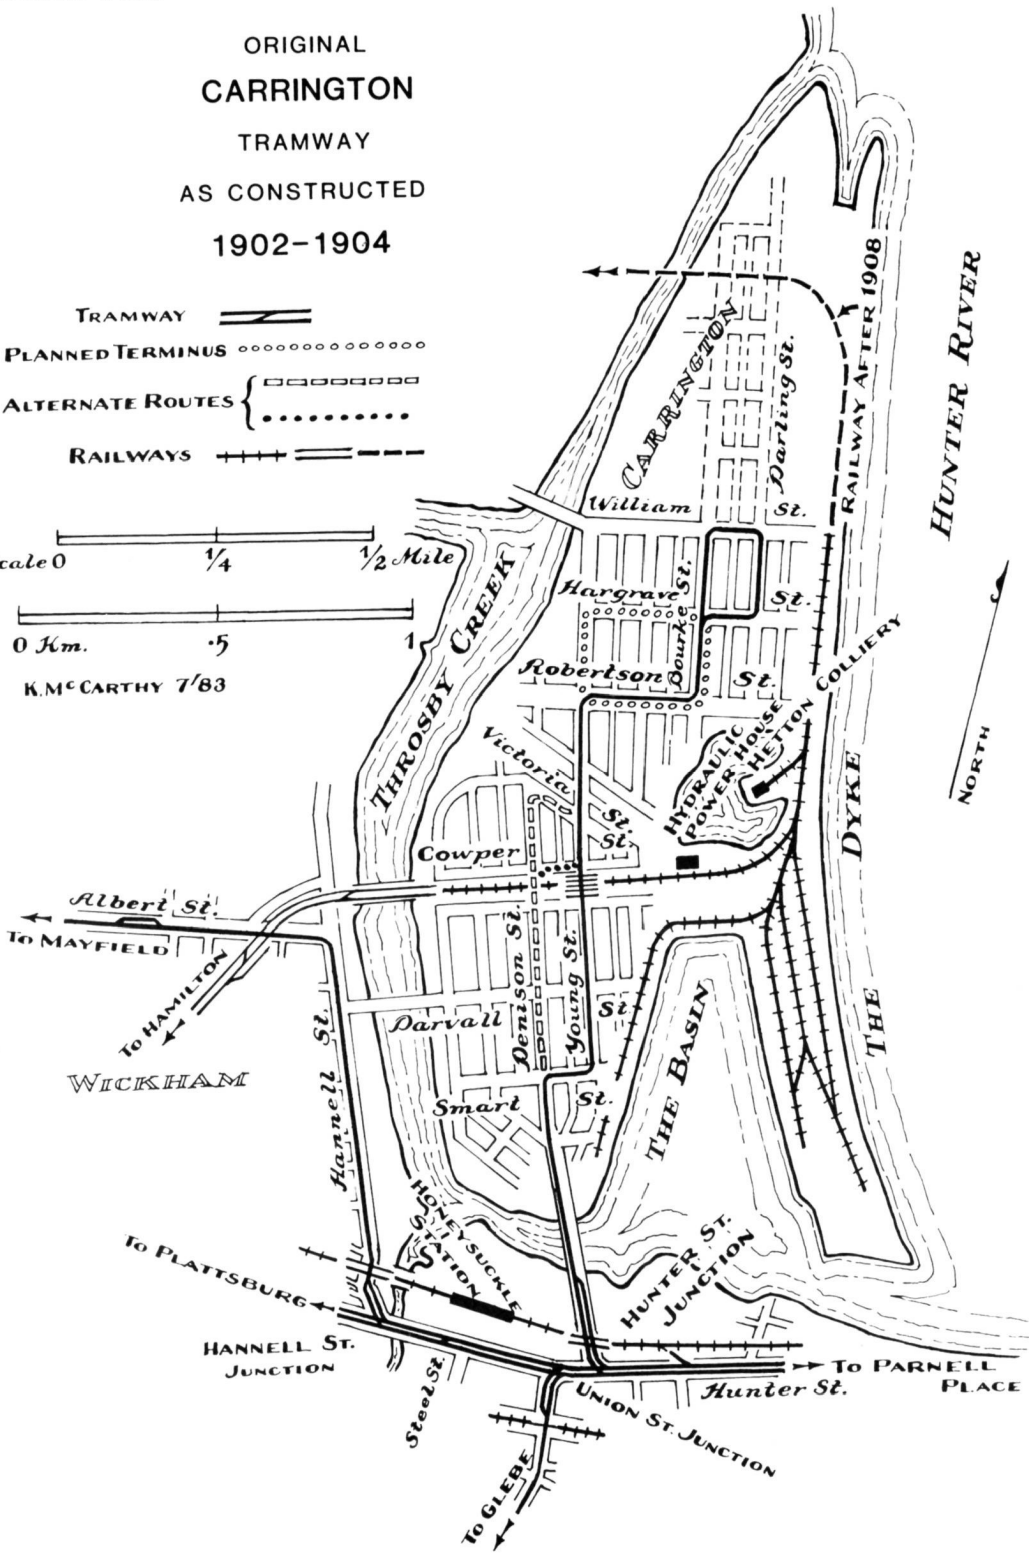 ORIGINAL
CARRINGTON
TRAMWAY
AS CONSTRUCTED
1902-1904
TRAMWAY
PLANNED TERMINUS
ALTERNATE ROUTES
RAILWAYS
cale 0 1/4 1/2 Mile
0 Km. .5 1
K. McCARTHY 7/83
RAILWAY AFTER 1908
HUNTER RIVER
CARRINGTON
Darling St.
William St.
THROSBY CREEK
Hargrave St.
Bourke St.
Robertson St.
HYDRAULIC
POWER HOUSE
HETTON COLLIERY
NORTH
Victoria St.
Cowper St.
THE DYKE
Albert St.
TO MAYFIELD
TO HAMILTON
WICKHAM
Hannell St.
Darvall St.
Denison St.
Young St.
Smart St.
THE BASIN
HONEYSUCKLE
STATION
HUNTER ST.
JUNCTION
TO PLATTSBURG
HANNELL ST.
JUNCTION
Steel St.
UNION ST. JUNCTION
Hunter St.
TO PARNELL
PLACE
TO GLEBE